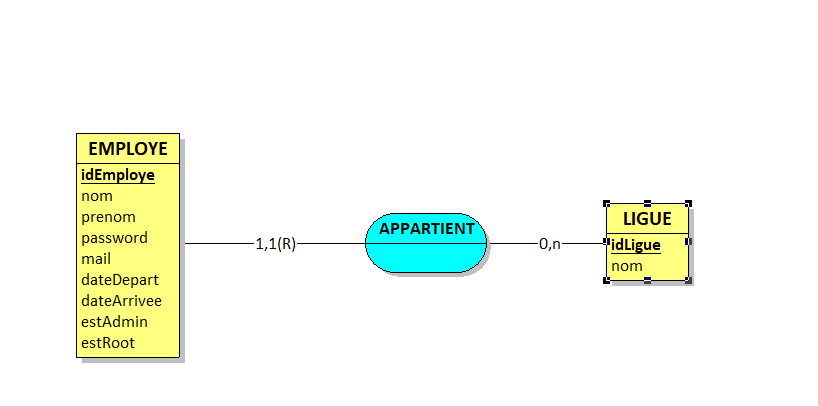 EMPLOYE
idEmploye
nom
prenom
password
mail
dateDepart
dateArrivee
estAdmin
estRoot
1,1(R)
APPARTIENT
0,n
LIGUE
idLigue
nom